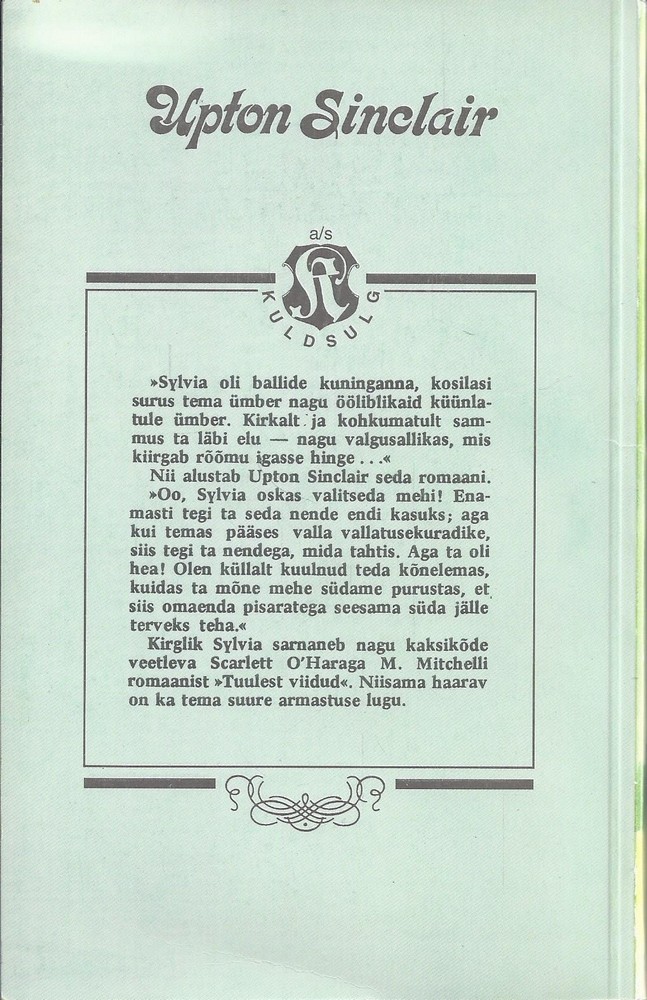 Upton Sinclair
a/s
KULDSULG
»Sylvia oli ballide kuninganna, kosilasi
surus tema ümber nagu ööliblikaid küünla-
tule ümber. Kirkalt ja kohkumatult sam-
mus ta läbi elu — nagu valgusallikas, mis
kiirgab rõõmu igasse hinge . . .«
Nii alustab Upton Sinclair seda romaani.
»Oo, Sylvia oskas valitseda mehi! Ena-
masti tegi ta seda nende endi kasuks; aga
kui temas pääses valla vallatusekuradike,
siis tegi ta nendega, mida tahtis. Aga ta oli
hea! Olen küllalt kuulnud teda kõnelemas,
kuidas ta mõne mehe südame purustas, et
siis omaenda pisaratega seesama süda jälle
terveks teha.«
Kirglik Sylvia sarnaneb nagu kaksikõde
veetleva Scarlett O'Haraga M. Mitchelli
romaanist »Tuulest viidud«. Niisama haarav
on ka tema suure armastuse lugu.